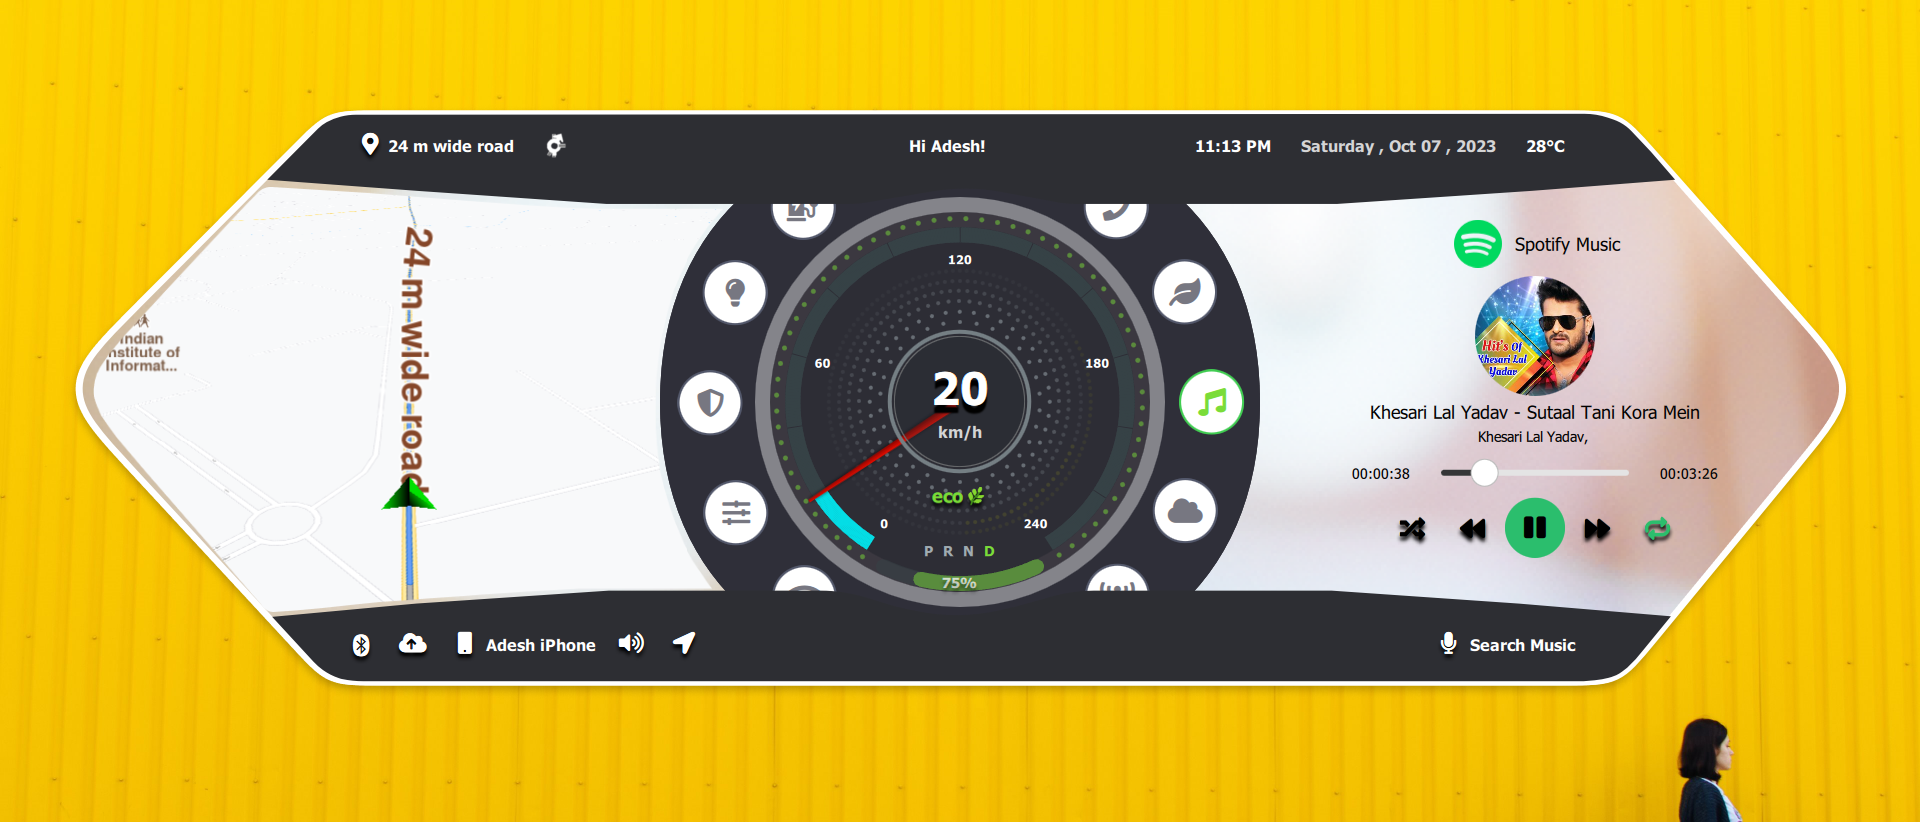 24 m wide road
Hi Adesh!
11:13 PM
Saturday , Oct 07 , 2023
28°C
24 m wide road
Indian
nstitute of
Informat...
120
60
180
20
km/h
eco
0
240
P R N D
75%
Spotify Music
Hit's Of
Khesari Lal
Yadav
Khesari Lal Yadav - Sutaal Tani Kora Mein
Khesari Lal Yadav,
00:00:38
00:03:26
Adesh iPhone
Search Music